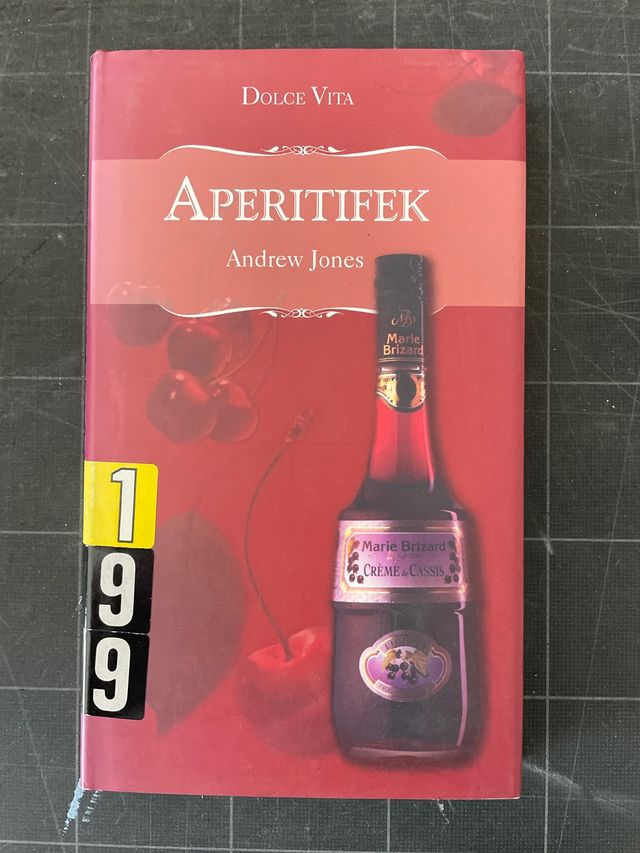 DOLCE VITA
APERITIFEK
Andrew Jones
Marie
Brizard
Marie Brizard
CRÈME de CASSIS
1
9
9